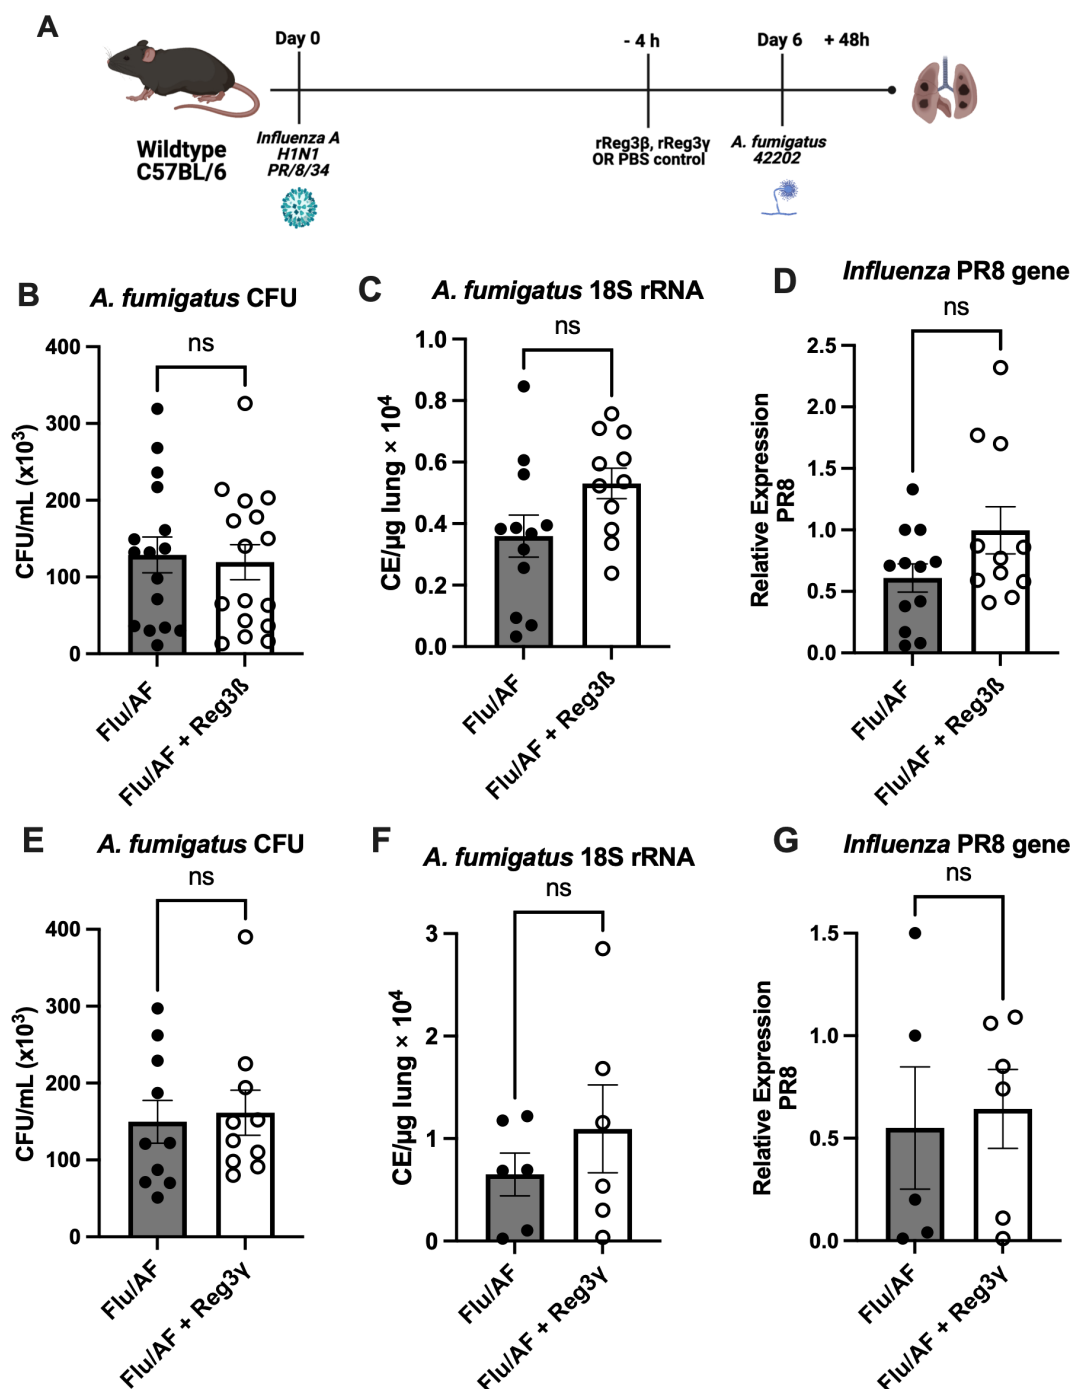 A
Day 0
- 4 h
Day 6
+ 48h
Wildtype
C57BL/6
Influenza A
H1N1
PR/8/34
rReg3β, rReg3γ
OR PBS control
A. fumigatus
42202
B
A. fumigatus CFU
ns
CFU/mL (x10³)
400
300
200
100
0
Flu/AF
Flu/AF + Reg3ß
C
A. fumigatus 18S rRNA
ns
CE/µg lung × 10⁴
1.0
0.8
0.6
0.4
0.2
0.0
Flu/AF
Flu/AF + Reg3ß
D
Influenza PR8 gene
ns
Relative Expression
PR8
2.5
2.0
1.5
1.0
0.5
0.0
Flu/AF
Flu/AF + Reg3ß
E
A. fumigatus CFU
ns
CFU/mL (x10³)
400
300
200
100
0
Flu/AF
Flu/AF + Reg3γ
F
A. fumigatus 18S rRNA
ns
CE/µg lung × 10⁴
3
2
1
0
Flu/AF
Flu/AF + Reg3γ
G
Influenza PR8 gene
ns
Relative Expression
PR8
1.5
1.0
0.5
0.0
Flu/AF
Flu/AF + Reg3γ